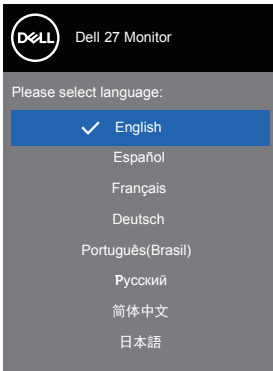 DELL
Dell 27 Monitor
Please select language:
English
Español
Français
Deutsch
Português(Brasil)
Русский
简体中文
日本語